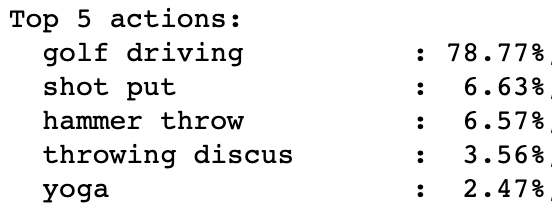 Top 5 actions:
golf driving : 78.77%,
shot put : 6.63%,
hammer throw : 6.57%,
throwing discus : 3.56%,
yoga : 2.47%,